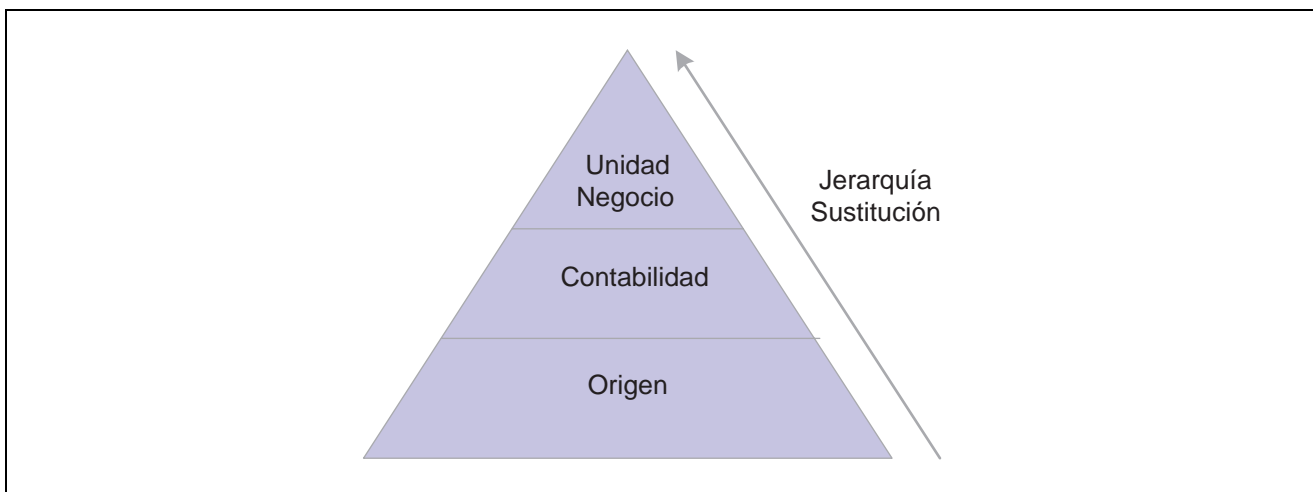 Unidad
Negocio
Jerarquía
Sustitución
Contabilidad
Origen